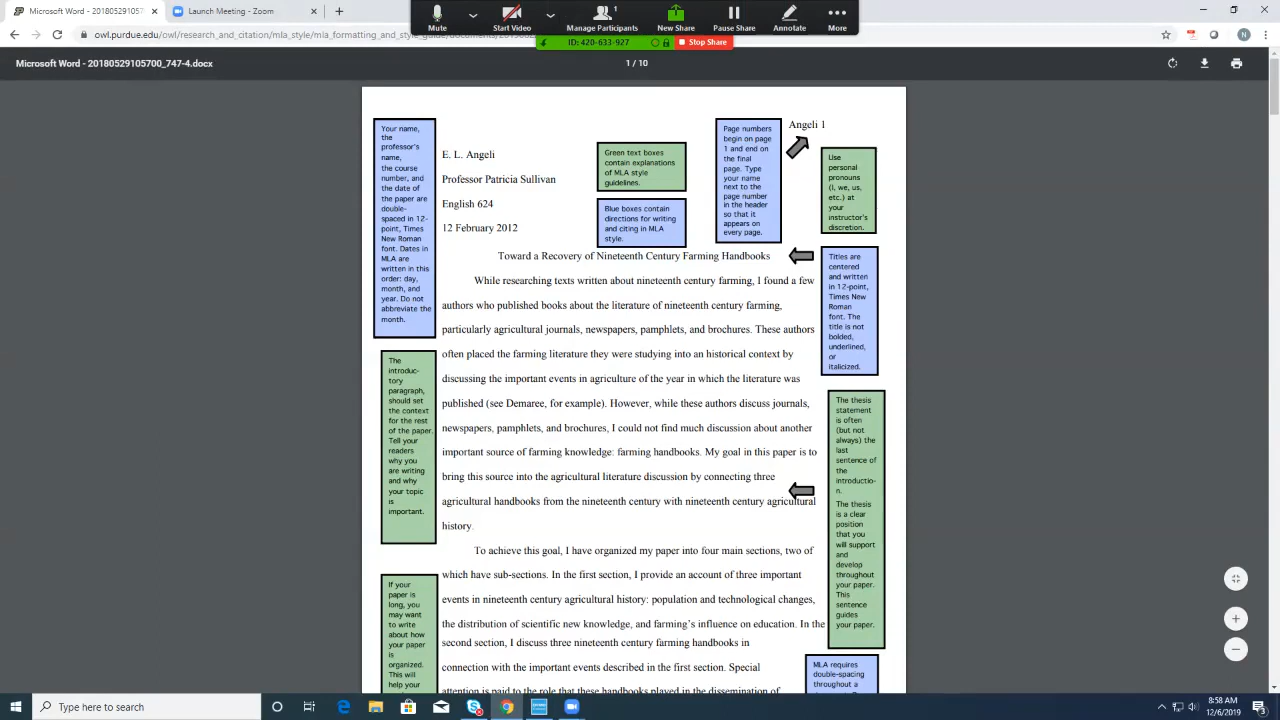 Microsoft Word - 201805291057
Launch Meeting - Zoom
Mute
Start Video
1
Manage Participants
New Share
Pause Share
Annotate
More
ID: 420-633-927
Stop Share
N
Microsoft Word - 20180529105700_747-4.docx
1 / 10
Your name,
the
professor's
name,
the course
number, and
the date of
the paper are
double-
spaced in 12-
point, Times
New Roman
font. Dates in
MLA are
written in this
order: day,
month, and
year. Do not
abbreviate the
month.
E. L. Angeli
Professor Patricia Sullivan
English 624
12 February 2012
Green text boxes
contain explanations
of MLA style
guidelines.
Blue boxes contain
directions for writing
and citing in MLA
style.
Page numbers
begin on page
1 and end on
the final
page. Type
your name
next to the
page number
in the header
so that it
appears on
every page.
Angeli 1
Use
personal
pronouns
(I, we, us,
etc.) at
your
instructor's
discretion.
Toward a Recovery of Nineteenth Century Farming Handbooks
Titles are
centered
and written
in 12-point,
Times New
Roman
font. The
title is not
bolded,
underlined,
or
italicized.
While researching texts written about nineteenth century farming, I found a few
authors who published books about the literature of nineteenth century farming,
particularly agricultural journals, newspapers, pamphlets, and brochures. These authors
often placed the farming literature they were studying into an historical context by
discussing the important events in agriculture of the year in which the literature was
published (see Demaree, for example). However, while these authors discuss journals,
newspapers, pamphlets, and brochures, I could not find much discussion about another
important source of farming knowledge: farming handbooks. My goal in this paper is to
bring this source into the agricultural literature discussion by connecting three
agricultural handbooks from the nineteenth century with nineteenth century agricultural
history.
The
introduc-
tory
paragraph,
should set
the context
for the rest
of the paper.
Tell your
readers
why you
are writing
and why
your topic
is
important.
The thesis
statement
is often
(but not
always) the
last
sentence of
the
introductio-
n.
The thesis
is a clear
position
that you
will support
and
develop
throughout
your paper.
This
sentence
guides
your paper.
To achieve this goal, I have organized my paper into four main sections, two of
which have sub-sections. In the first section, I provide an account of three important
events in nineteenth century agricultural history: population and technological changes,
the distribution of scientific new knowledge, and farming's influence on education. In the
second section, I discuss three nineteenth century farming handbooks in
connection with the important events described in the first section. Special
attention is paid to the role that these handbooks played in the dissemination of
If your
paper is
long, you
may want
to write
about how
your paper
is
organized.
This will
help your
MLA requires
double-spacing
throughout a
Type here to search
8:58 AM
12/6/2019